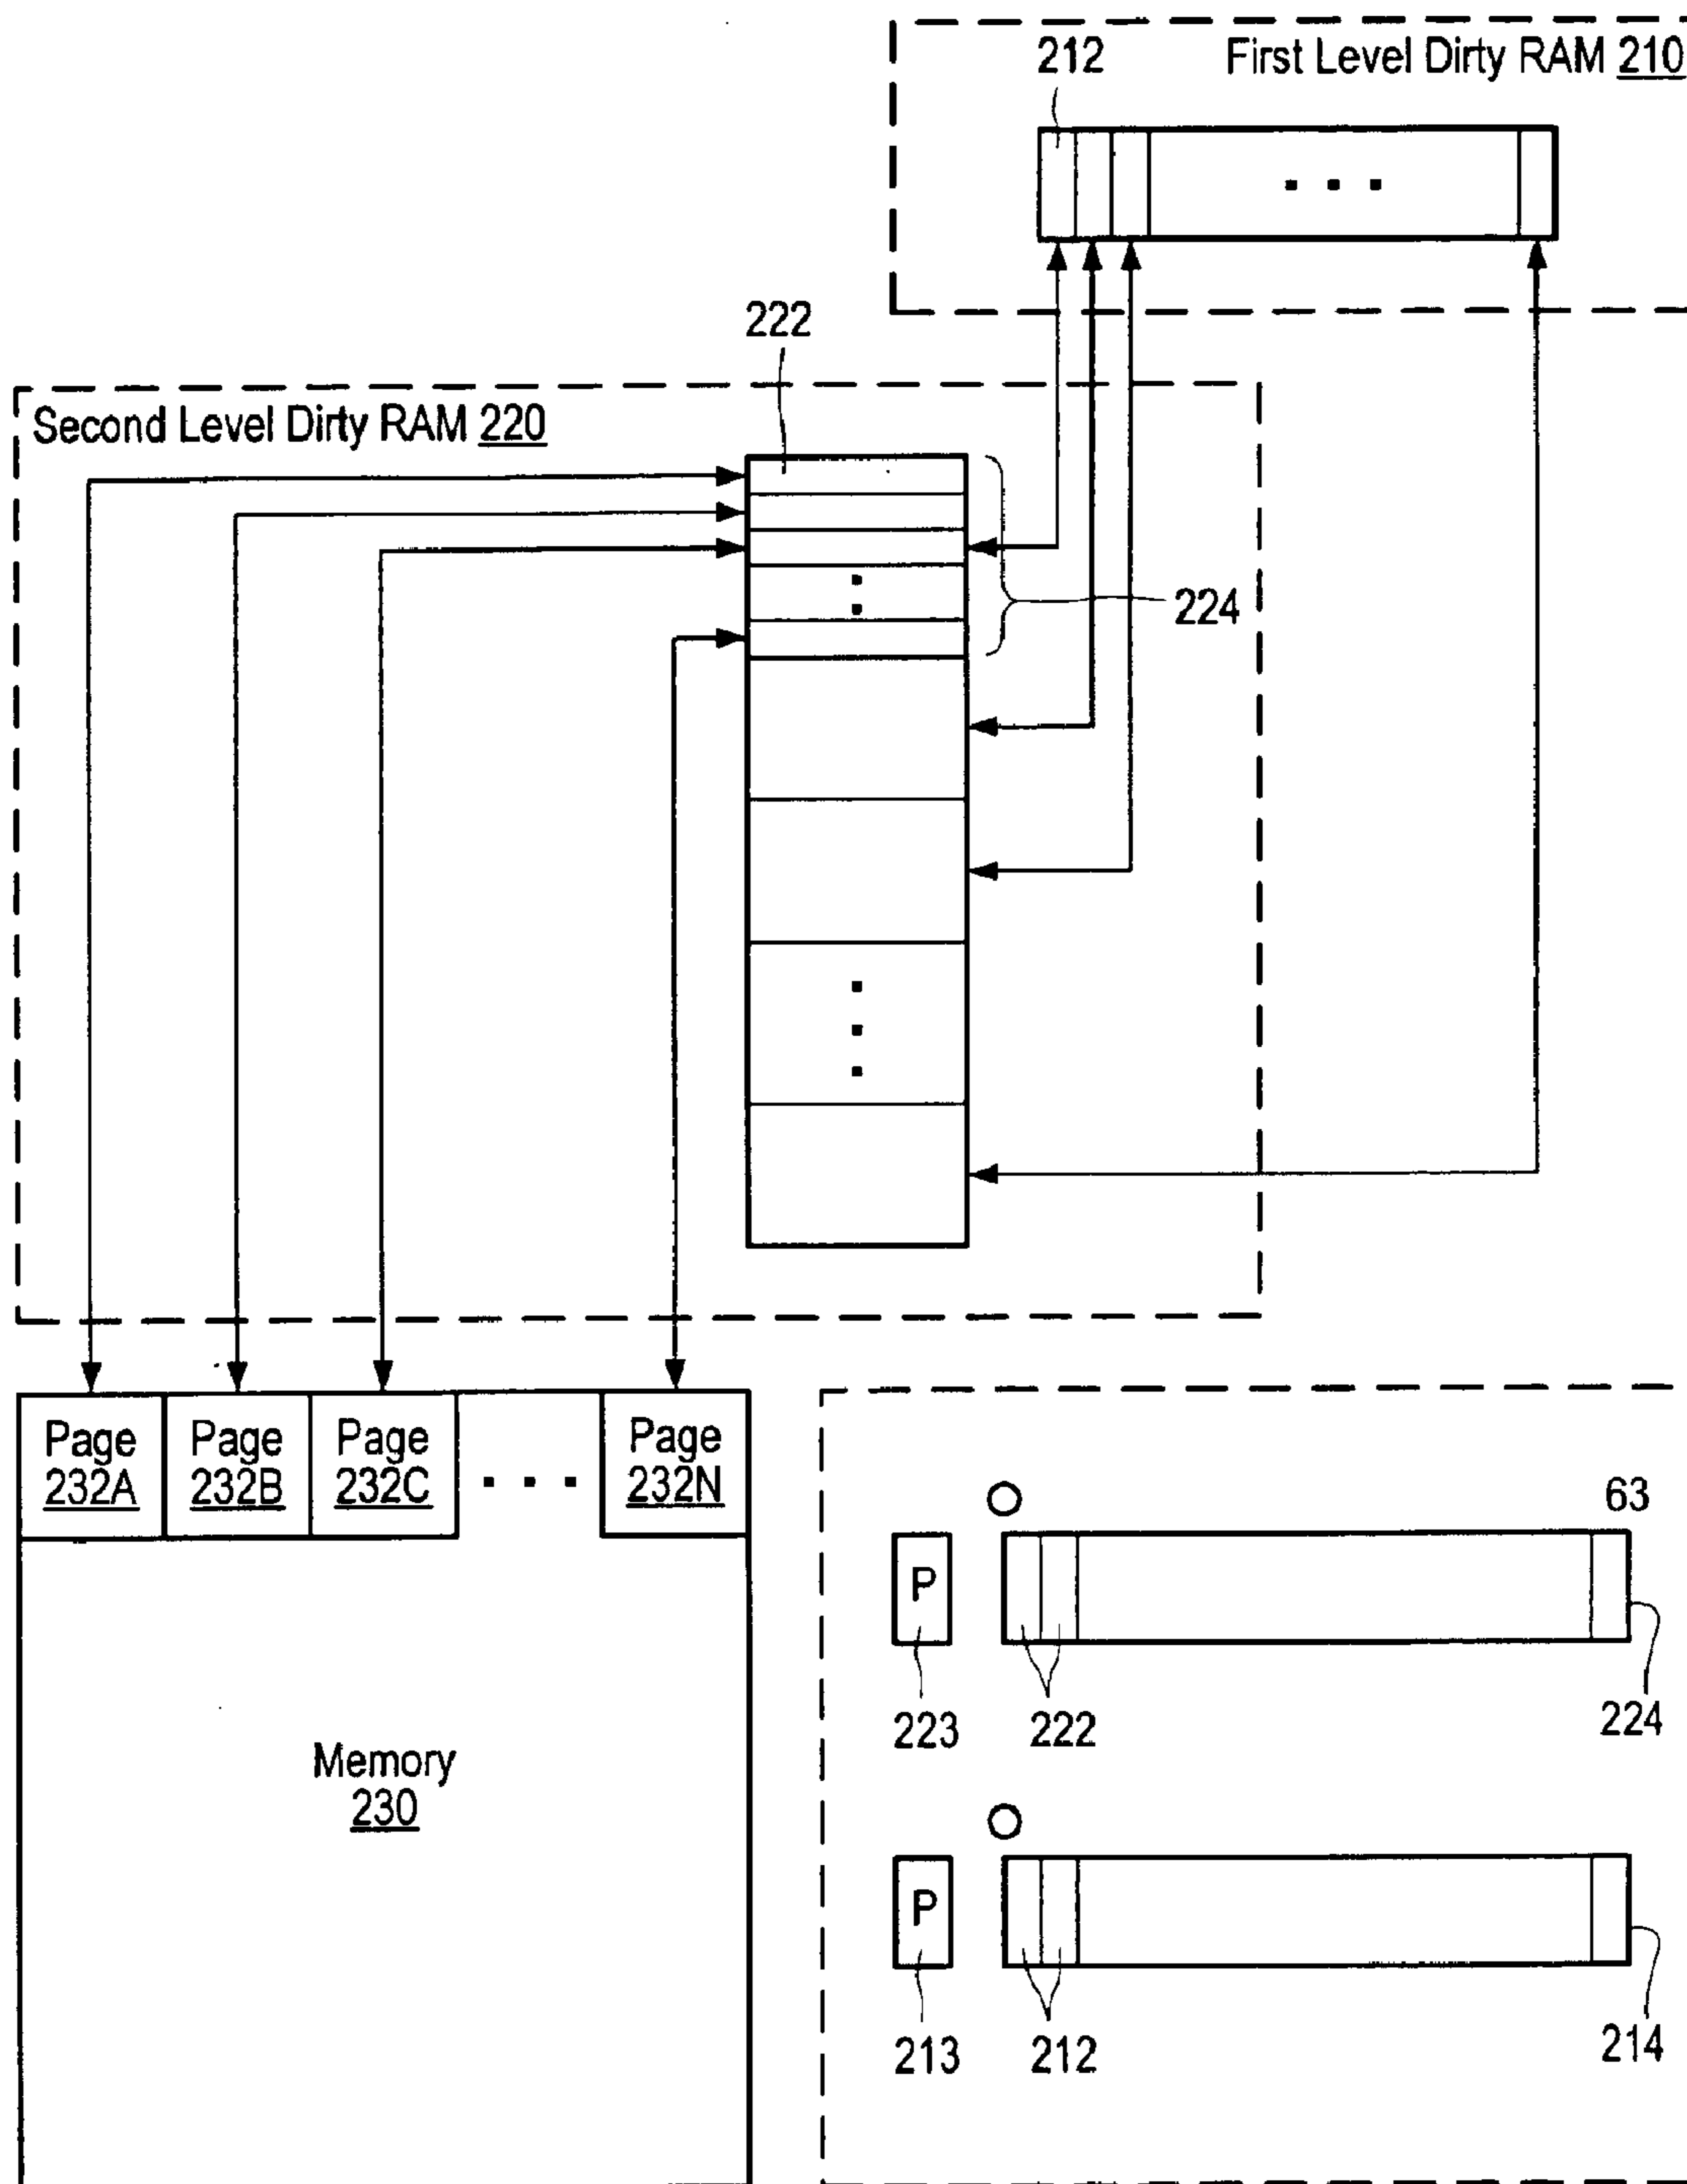 212
First Level Dirty RAM 210
222
Second Level Dirty RAM 220
224
Page 232A
Page 232B
Page 232C
Page 232N
Memory
230
0
63
P
223
222
224
0
P
213
212
214